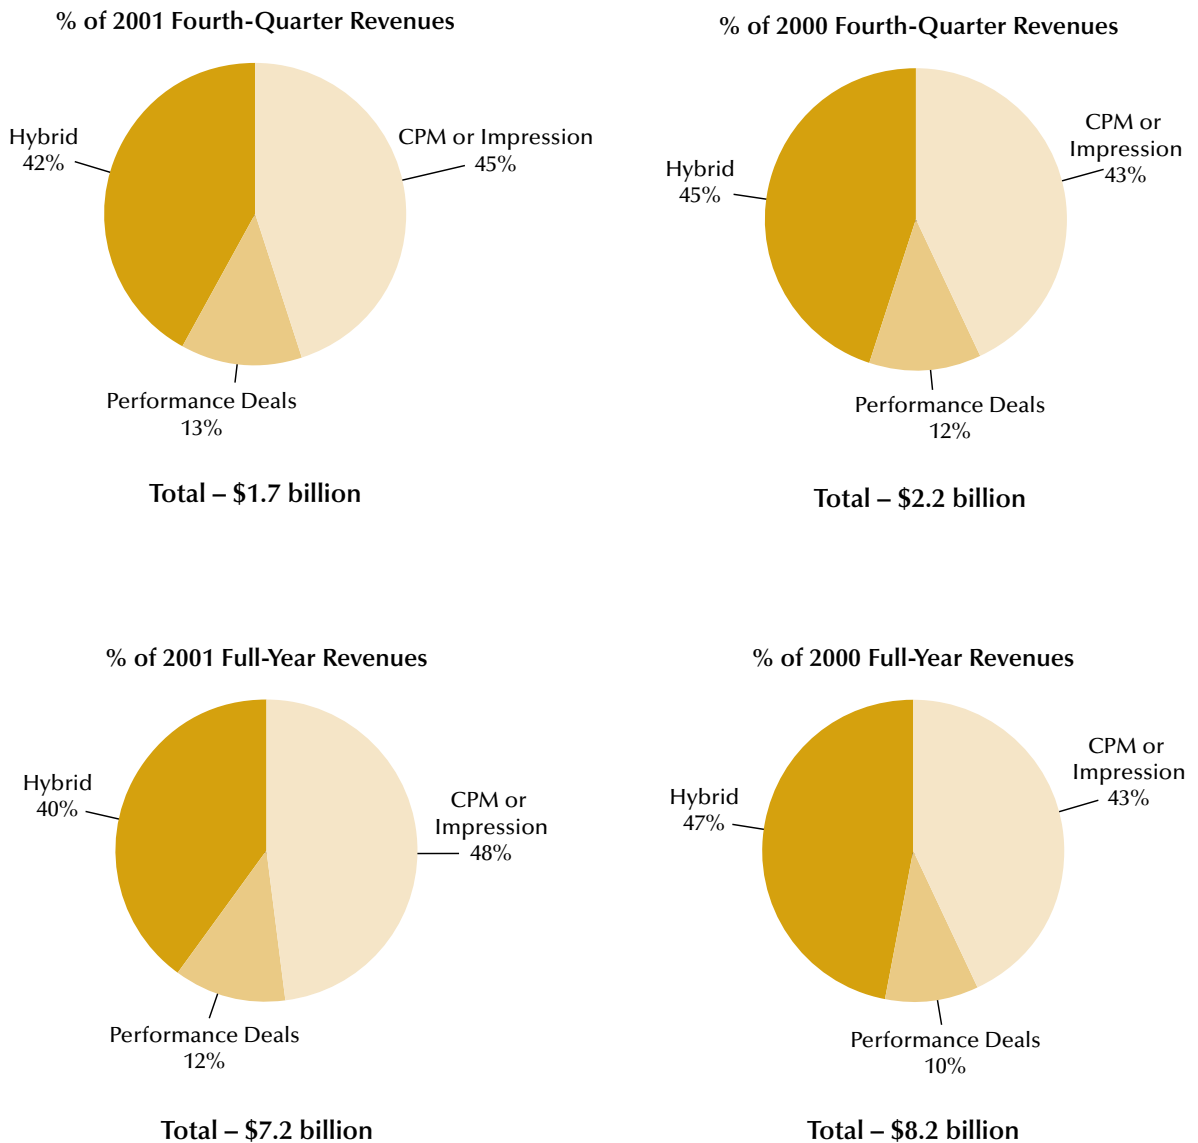 % of 2001 Fourth-Quarter Revenues
Hybrid
42%
CPM or Impression
45%
Performance Deals
13%
Total – $1.7 billion
% of 2000 Fourth-Quarter Revenues
CPM or
Impression
43%
Hybrid
45%
Performance Deals
12%
Total – $2.2 billion
% of 2001 Full-Year Revenues
Hybrid
40%
CPM or
Impression
48%
Performance Deals
12%
Total – $7.2 billion
% of 2000 Full-Year Revenues
CPM or
Impression
43%
Hybrid
47%
Performance Deals
10%
Total – $8.2 billion